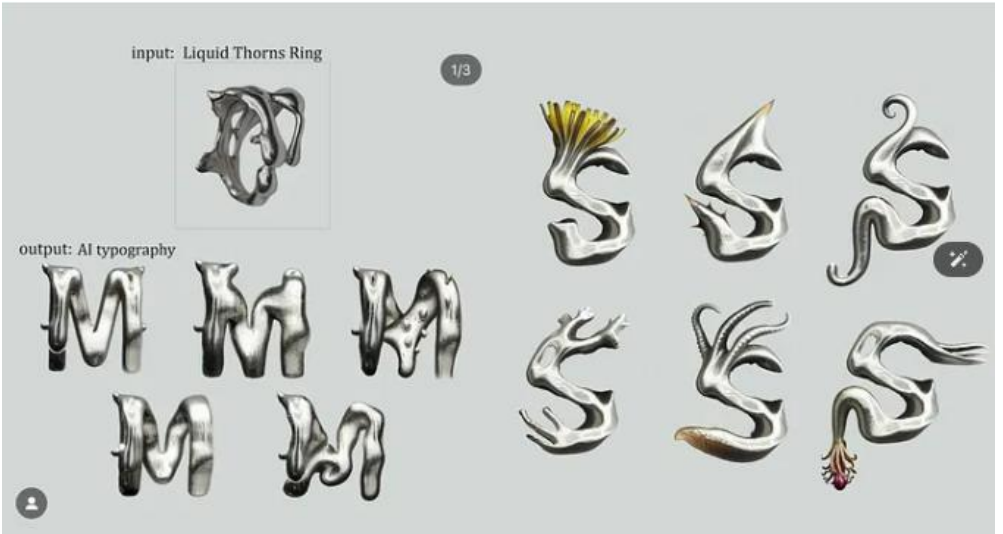 input: Liquid Thorns Ring
1/3
output: AI typography
M M M
M M
S S S
S S S